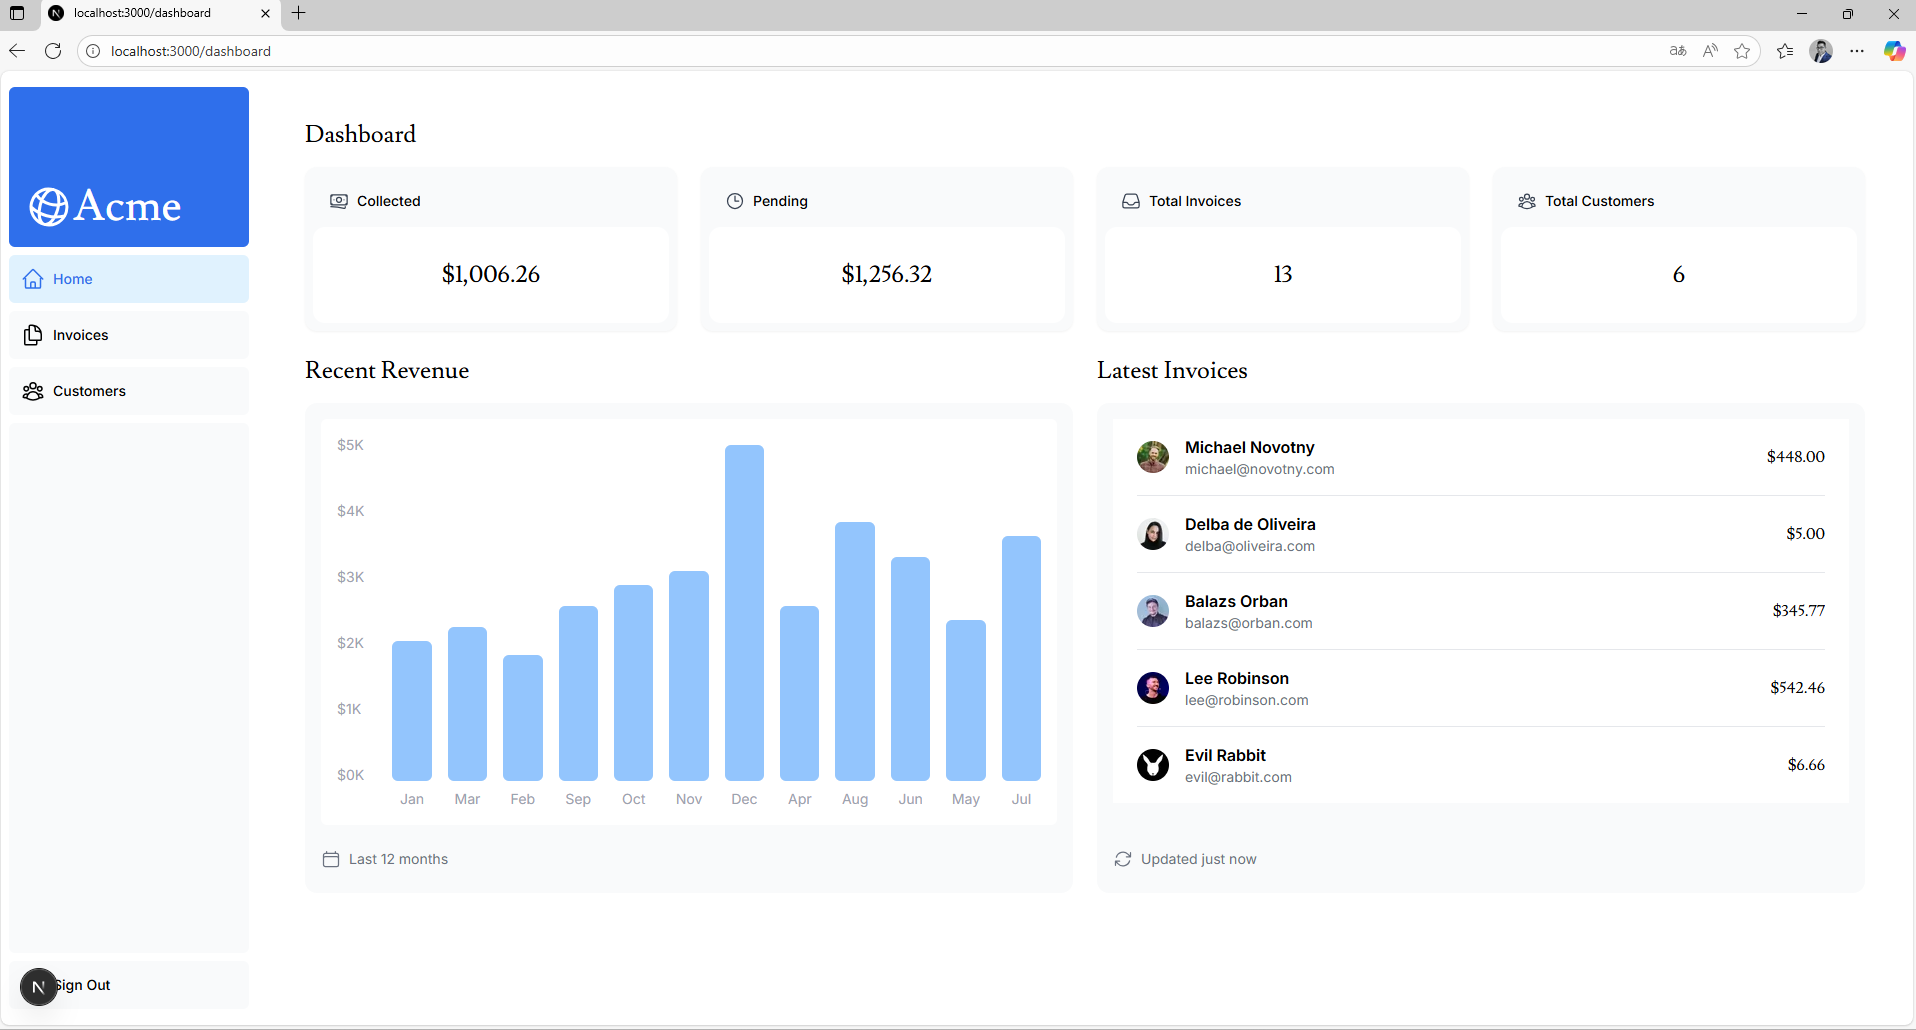 localhost:3000/dashboard
localhost:3000/dashboard
Acme
Home
Invoices
Customers
Sign Out
Dashboard
Collected
$1,006.26
Pending
$1,256.32
Total Invoices
13
Total Customers
6
Recent Revenue
$5K
$4K
$3K
$2K
$1K
$0K
Jan Mar Feb Sep Oct Nov Dec Apr Aug Jun May Jul
Last 12 months
Latest Invoices
Michael Novotny
michael@novotny.com
$448.00
Delba de Oliveira
delba@oliveira.com
$5.00
Balazs Orban
balazs@orban.com
$345.77
Lee Robinson
lee@robinson.com
$542.46
Evil Rabbit
evil@rabbit.com
$6.66
Updated just now